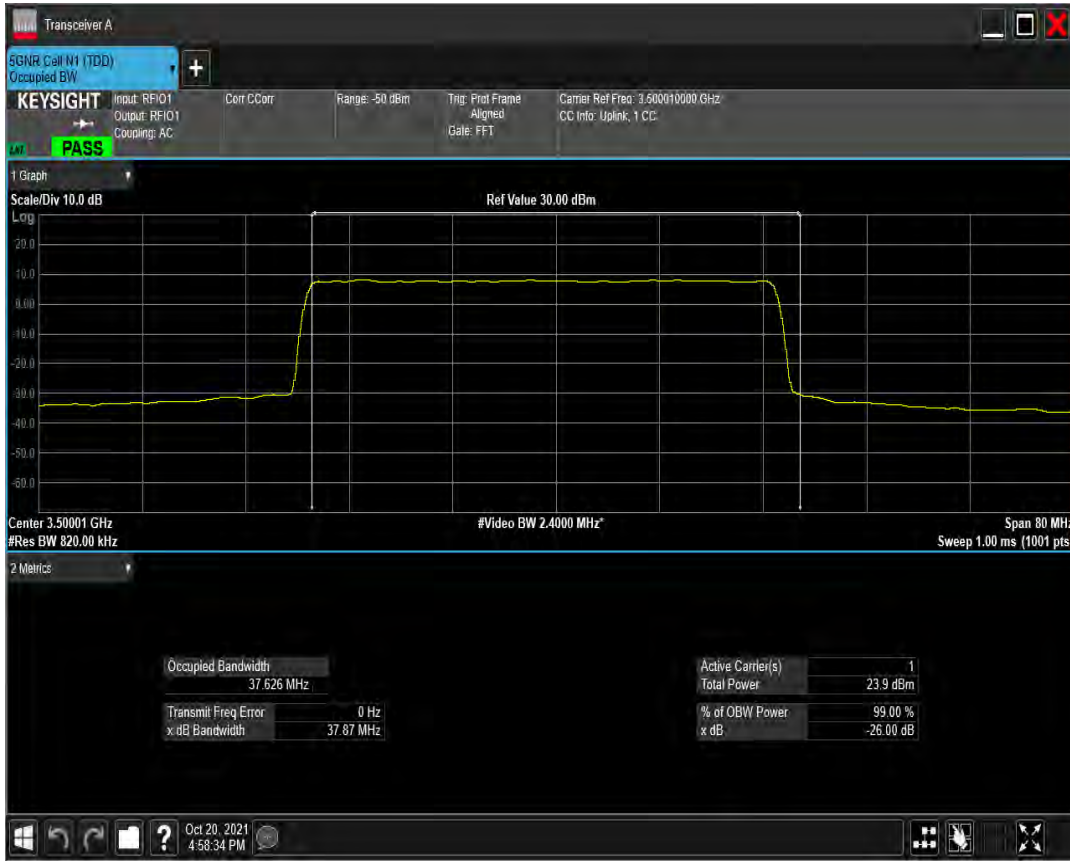 Transceiver A
5GNR Cell N1 (TDD)
Occupied BW
+
KEYSIGHT
PASS
Input: RFIO1
Output: RFIO1
Coupling: AC
Corr CCorr
Range: -50 dBm
Trig: Prot Frame
Aligned
Gate: FFT
Carrier Ref Freq: 3.500010000 GHz
CC Info: Uplink, 1 CC
1 Graph
Scale/Div 10.0 dB
Ref Value 30.00 dBm
Log
20.0
10.0
0.00
-10.0
-20.0
-30.0
-40.0
-50.0
-60.0
Center 3.50001 GHz
#Video BW 2.4000 MHz*
Span 80 MHz
#Res BW 820.00 kHz
Sweep 1.00 ms (1001 pts
2 Metrics
Occupied Bandwidth
37.626 MHz
Transmit Freq Error 0 Hz
x dB Bandwidth 37.87 MHz
Active Carrier(s) 1
Total Power 23.9 dBm
% of OBW Power 99.00 %
x dB -26.00 dB
?
Oct 20, 2021
4:58:34 PM